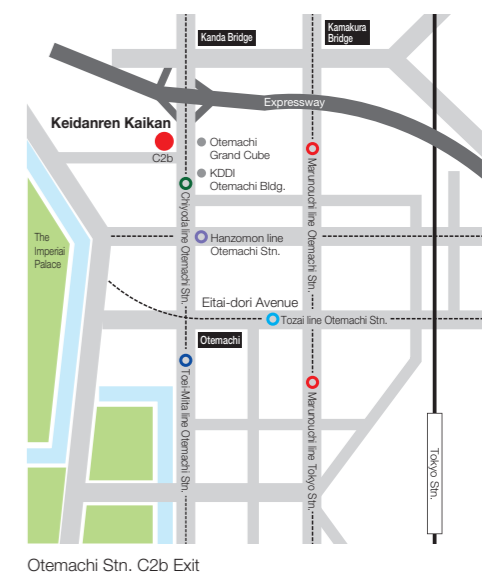 Kanda Bridge
Kamakura
Bridge
Expressway
Keidanren Kaikan
C2b
Otemachi
Grand Cube
KDDI
Otemachi Bldg.
Marunouchi line Otemachi Stn.
Chiyoda line Otemachi Stn.
The
Imperiai
Palace
Hanzomon line
Otemachi Stn.
Eitai-dori Avenue
Tozai line Otemachi Stn.
Otemachi
Toei-Mita line Otemachi Stn.
Marunouchi line Tokyo Stn.
Tokyo Stn.
Otemachi Stn. C2b Exit